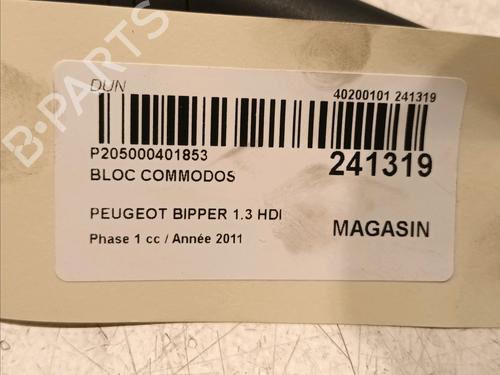 B-PARTS
DUN
40200101 241319
P205000401853
241319
BLOC COMMODOS
PEUGEOT BIPPER 1.3 HDI
MAGASIN
Phase 1 cc / Année 2011